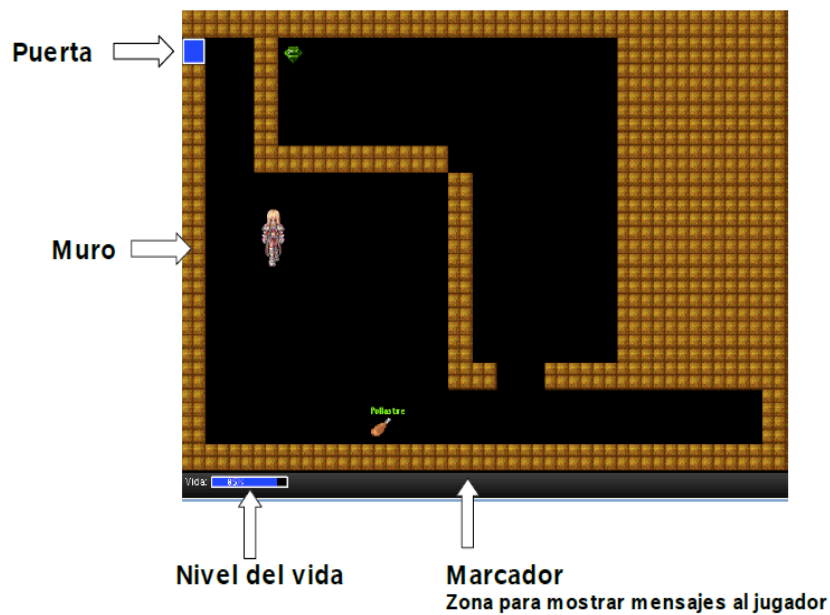 Puerta
Muro
Pollastre
Vida: 85%
Nivel del vida
Marcador
Zona para mostrar mensajes al jugador